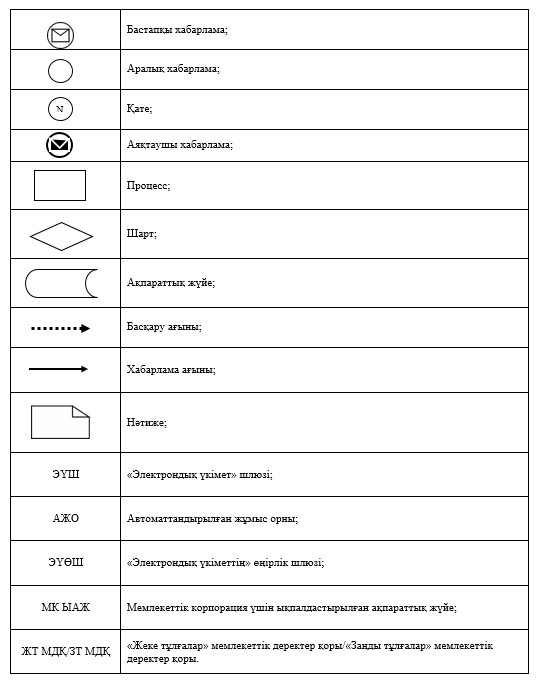 Бастапқы хабарлама;
Аралық хабарлама;
N Қате;
Аяқтаушы хабарлама;
Процесс;
Шарт;
Ақпараттық жүйе;
Басқару ағыны;
Хабарлама ағыны;
Нәтиже;
ЭҮШ «Электрондық үкімет» шлюзі;
АЖО Автоматтандырылған жұмыс орны;
ЭҮӨШ «Электрондық үкіметтің» өңірлік шлюзі;
МК ЫАЖ Мемлекеттік корпорация үшін ықпалдастырылған ақпараттық жүйе;
ЖТ МДҚ/ЗТ МДҚ «Жеке тұлғалар» мемлекеттік деректер қоры/«Занды тұлғалар» мемлекеттік
деректер қоры.